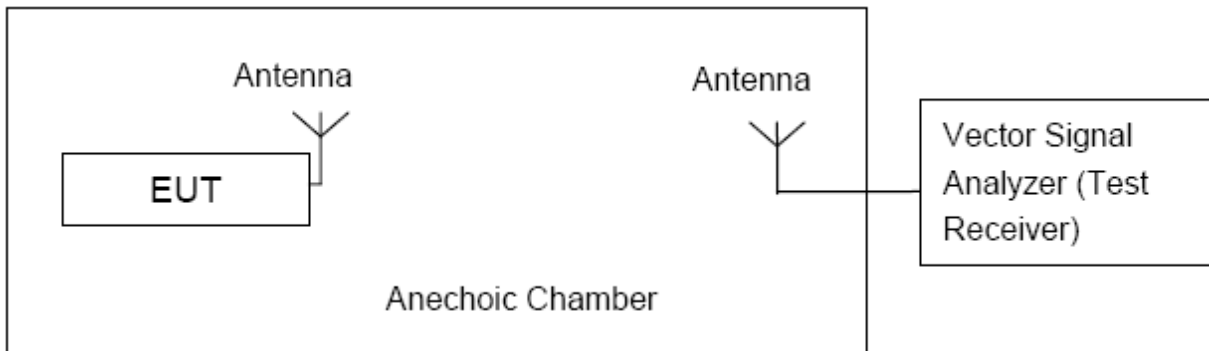 Antenna
Antenna
EUT
Vector Signal
Analyzer (Test
Receiver)
Anechoic Chamber